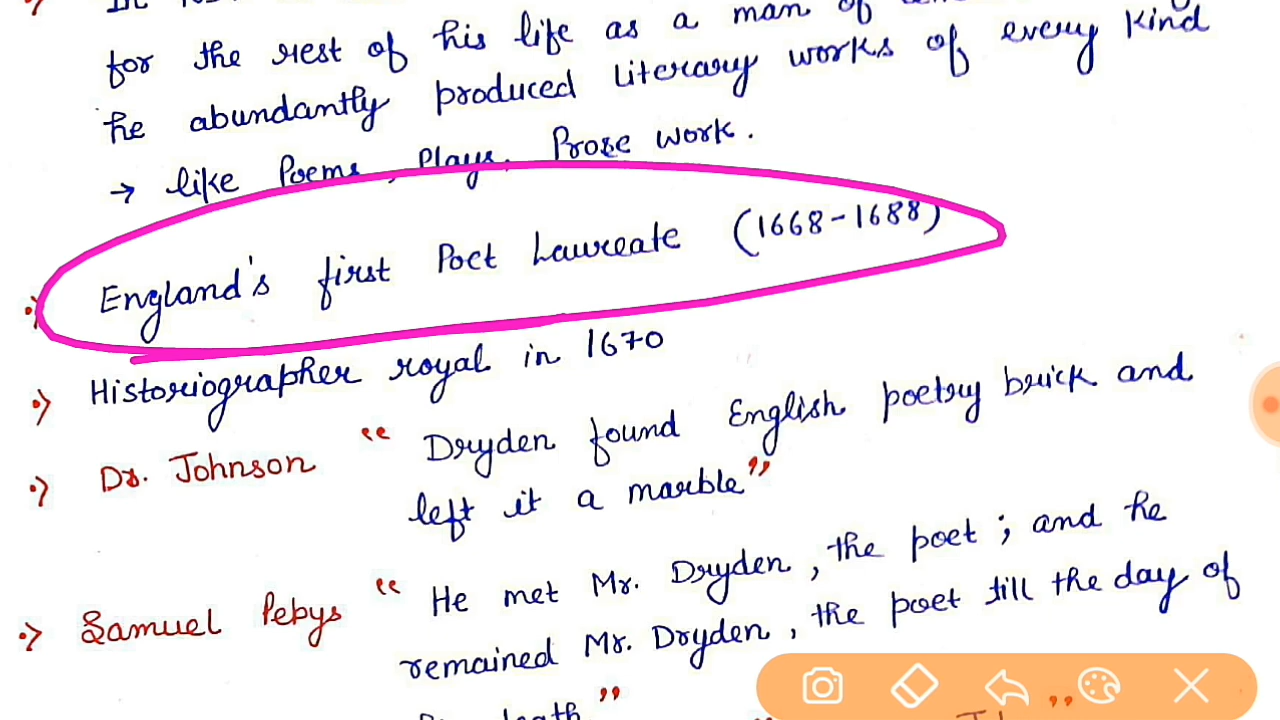 for the rest of his life as a man of
he abundantly produced literary works of every kind
→ like Poems, Plays, Prose work.
England's first Poet Laureate (1668-1688)
Historiographer royal in 1670
Dr. Johnson “ Dryden found English poetry brick and
left it a marble”
Samuel Pebys “ He met Mr. Dryden, the poet ; and he
remained Mr. Dryden, the poet till the day of
death ”